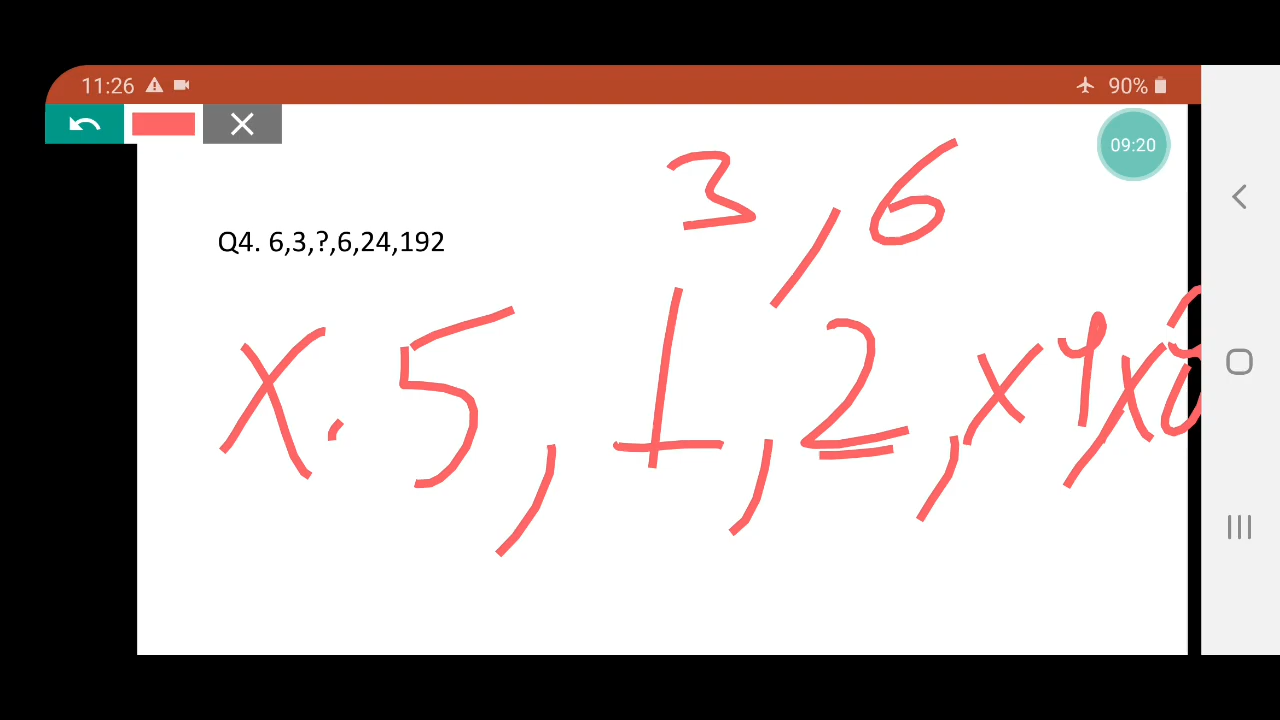 11:26 90%
09:20
3, 6
Q4. 6,3,?,6,24,192
x.5, 1, 2, x4, x8